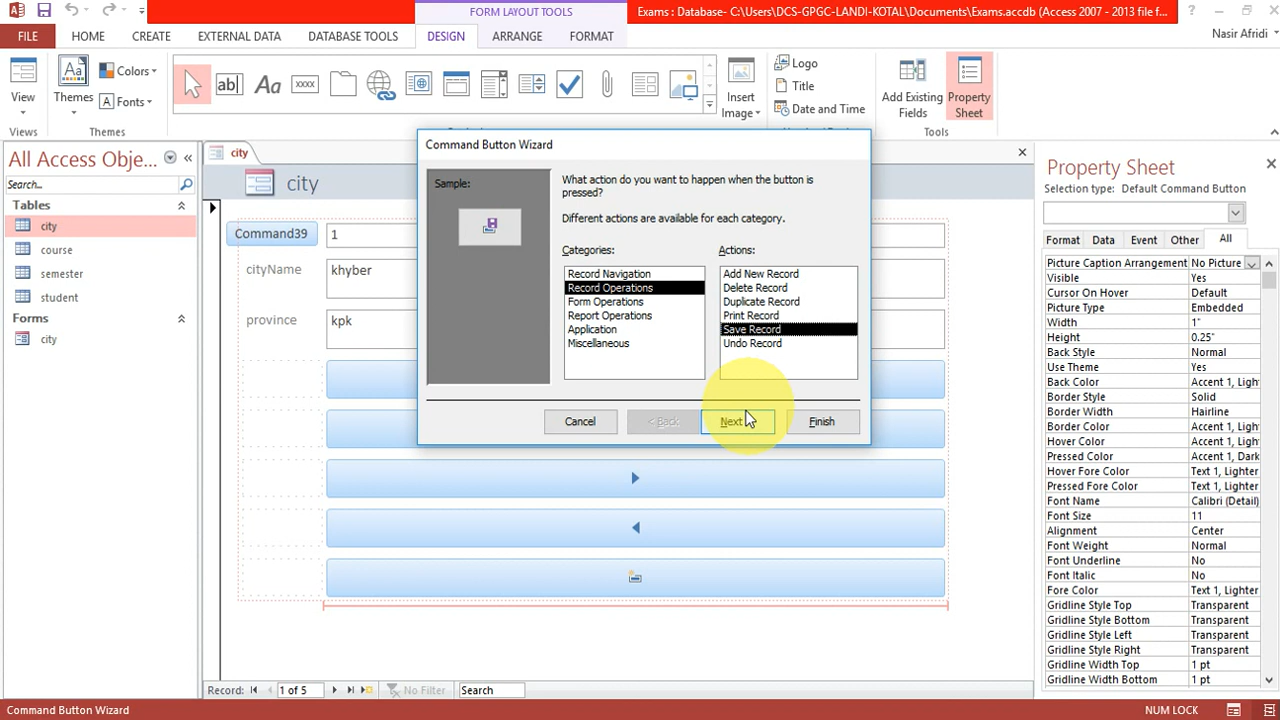 FORM LAYOUT TOOLS
Exams : Database- C:\Users\DCS-GPGC-LANDI-KOTAL\Documents\Exams.accdb (Access 2007 - 2013 file f...
FILE HOME CREATE EXTERNAL DATA DATABASE TOOLS DESIGN ARRANGE FORMAT
Nasir Afridi
View
Views
Themes
Colors
Fonts
Themes
ab|
Aa
xxxx
Insert
Image
Logo
Title
Date and Time
Add Existing
Fields
Property
Sheet
Tools
All Access Obje...
Search...
Tables
city
course
semester
student
Forms
city
city
city
Command39
1
cityName
khyber
province
kpk
Command Button Wizard
Sample:
What action do you want to happen when the button is
pressed?
Different actions are available for each category.
Categories:
Record Navigation
Record Operations
Form Operations
Report Operations
Application
Miscellaneous
Actions:
Add New Record
Delete Record
Duplicate Record
Print Record
Save Record
Undo Record
Cancel
< Back
Next
Finish
Property Sheet
Selection type: Default Command Button
Format Data Event Other All
Picture Caption Arrangement No Picture
Visible Yes
Cursor On Hover Default
Picture Type Embedded
Width 1"
Height 0.25"
Back Style Normal
Use Theme Yes
Back Color Accent 1, Ligh
Border Style Solid
Border Width Hairline
Border Color Accent 1, Ligh
Hover Color Accent 1, Ligh
Pressed Color Accent 1, Dark
Hover Fore Color Text 1, Lighter
Pressed Fore Color Text 1, Lighter
Font Name Calibri (Detail)
Font Size 11
Alignment Center
Font Weight Normal
Font Underline No
Font Italic No
Fore Color Text 1, Lighter
Gridline Style Top Transparent
Gridline Style Bottom Transparent
Gridline Style Left Transparent
Gridline Style Right Transparent
Gridline Width Top 1 pt
Gridline Width Bottom 1 pt
Record: 1 of 5 No Filter Search
Command Button Wizard
NUM LOCK